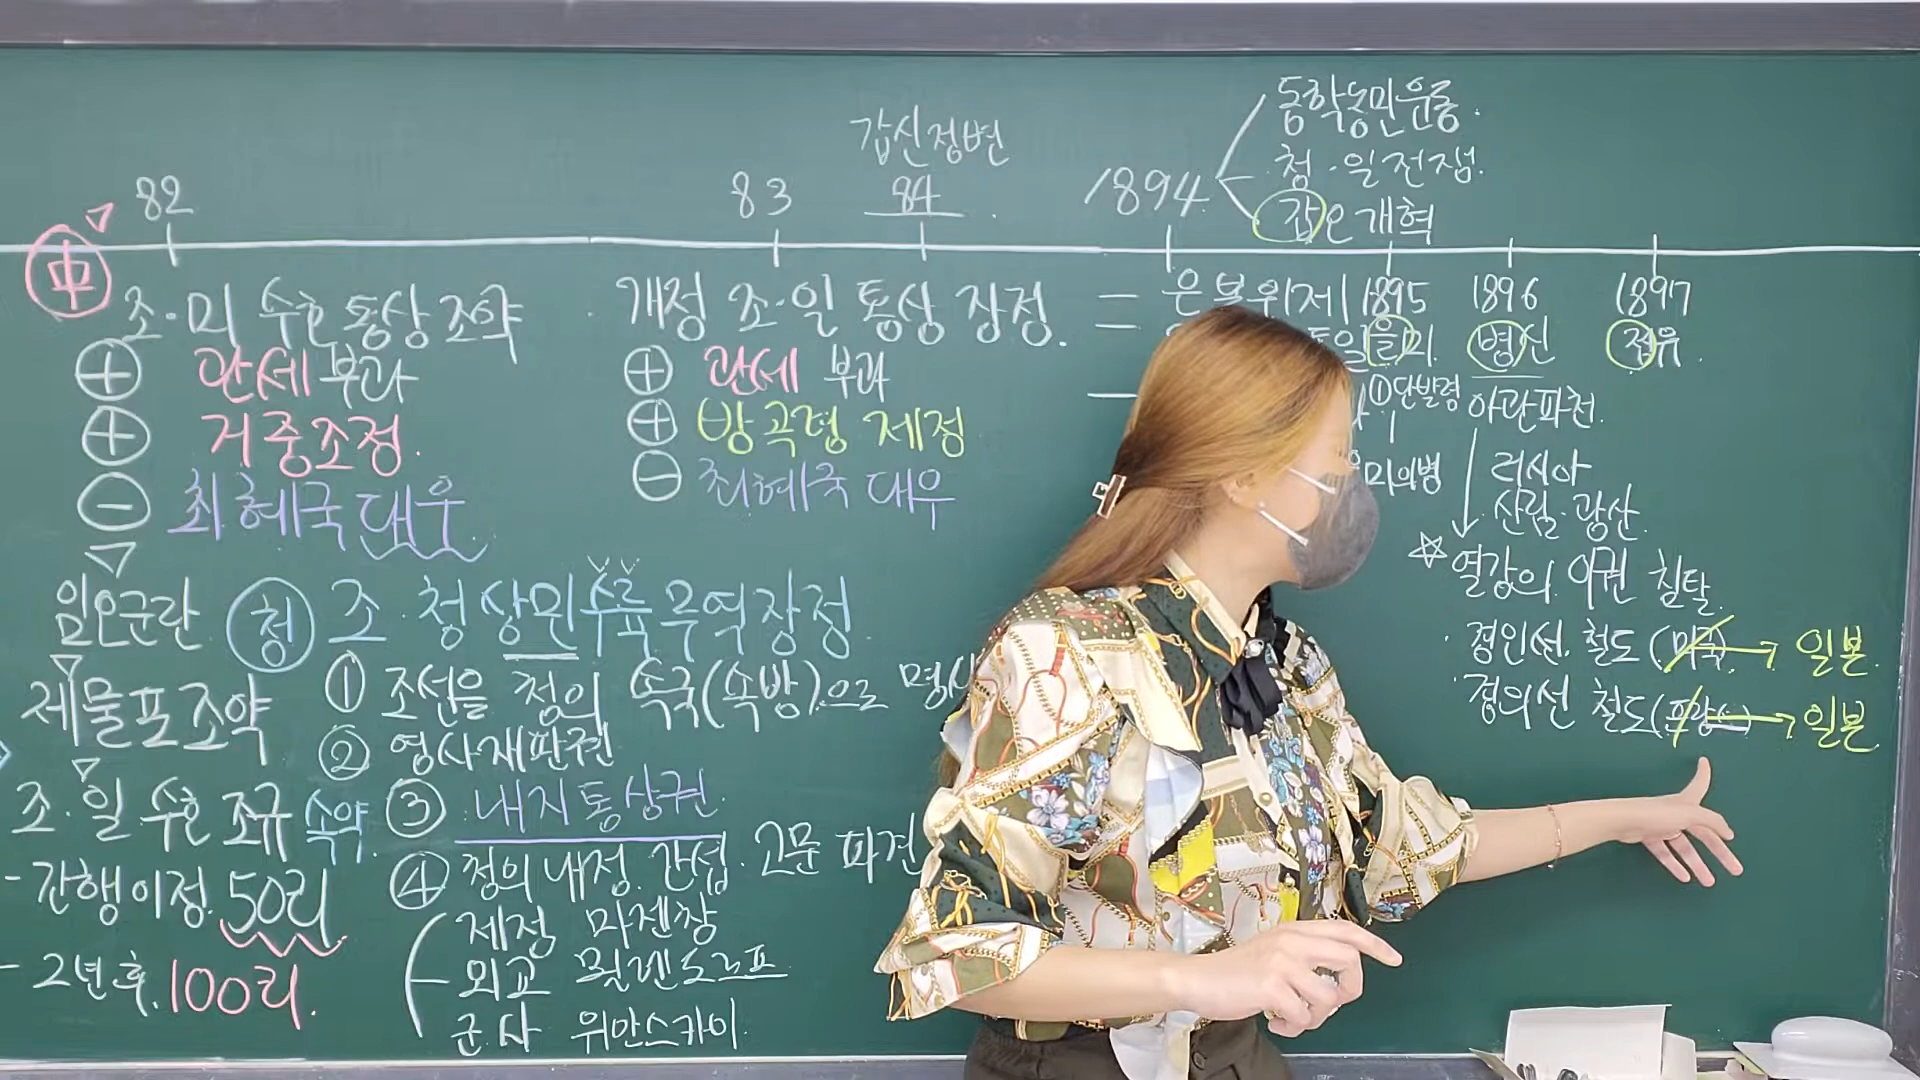 82
中
조·미 수호통상조약
⊕ 관세 부과
⊕ 거중조정.
⊖ 최혜국 대우
임오군란
제물포조약
조·일 수호 조규 속약
- 간행이정 50리
- 2년 후. 100리.
청 조·청 상민수륙무역장정
① 조선을 청의 속국(속방)으로
② 영사재판권
③ 내지통상권
④ 청의 내정 간섭. 고문 파견
재정 마젠창
외교 묄렌도르프
군사 위안스카이.
83
갑신정변
84
개정 조·일 통상 장정.
⊕ 관세 부과
⊕ 방곡령 제정
⊖ 최혜국 대우
1894
동학농민운동.
청·일전쟁.
갑오개혁
은본위제
1895
을미.
①단발령
1896
병신
아관파천.
러시아
산림·광산.
1897
정유.
☆ 열강의 이권 침탈.
· 경인선. 철도 (미국) → 일본.
· 경의선 철도(프랑스) → 일본